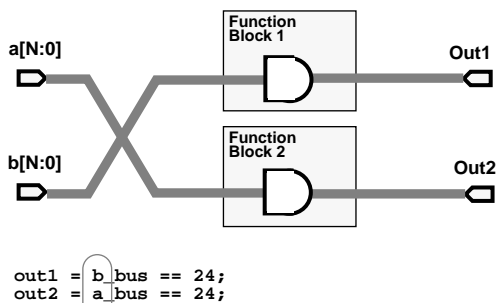 Function
Block 1
a[N:0]
Out1
Function
Block 2
b[N:0]
Out2
out1 = b_bus == 24;
out2 = a_bus == 24;